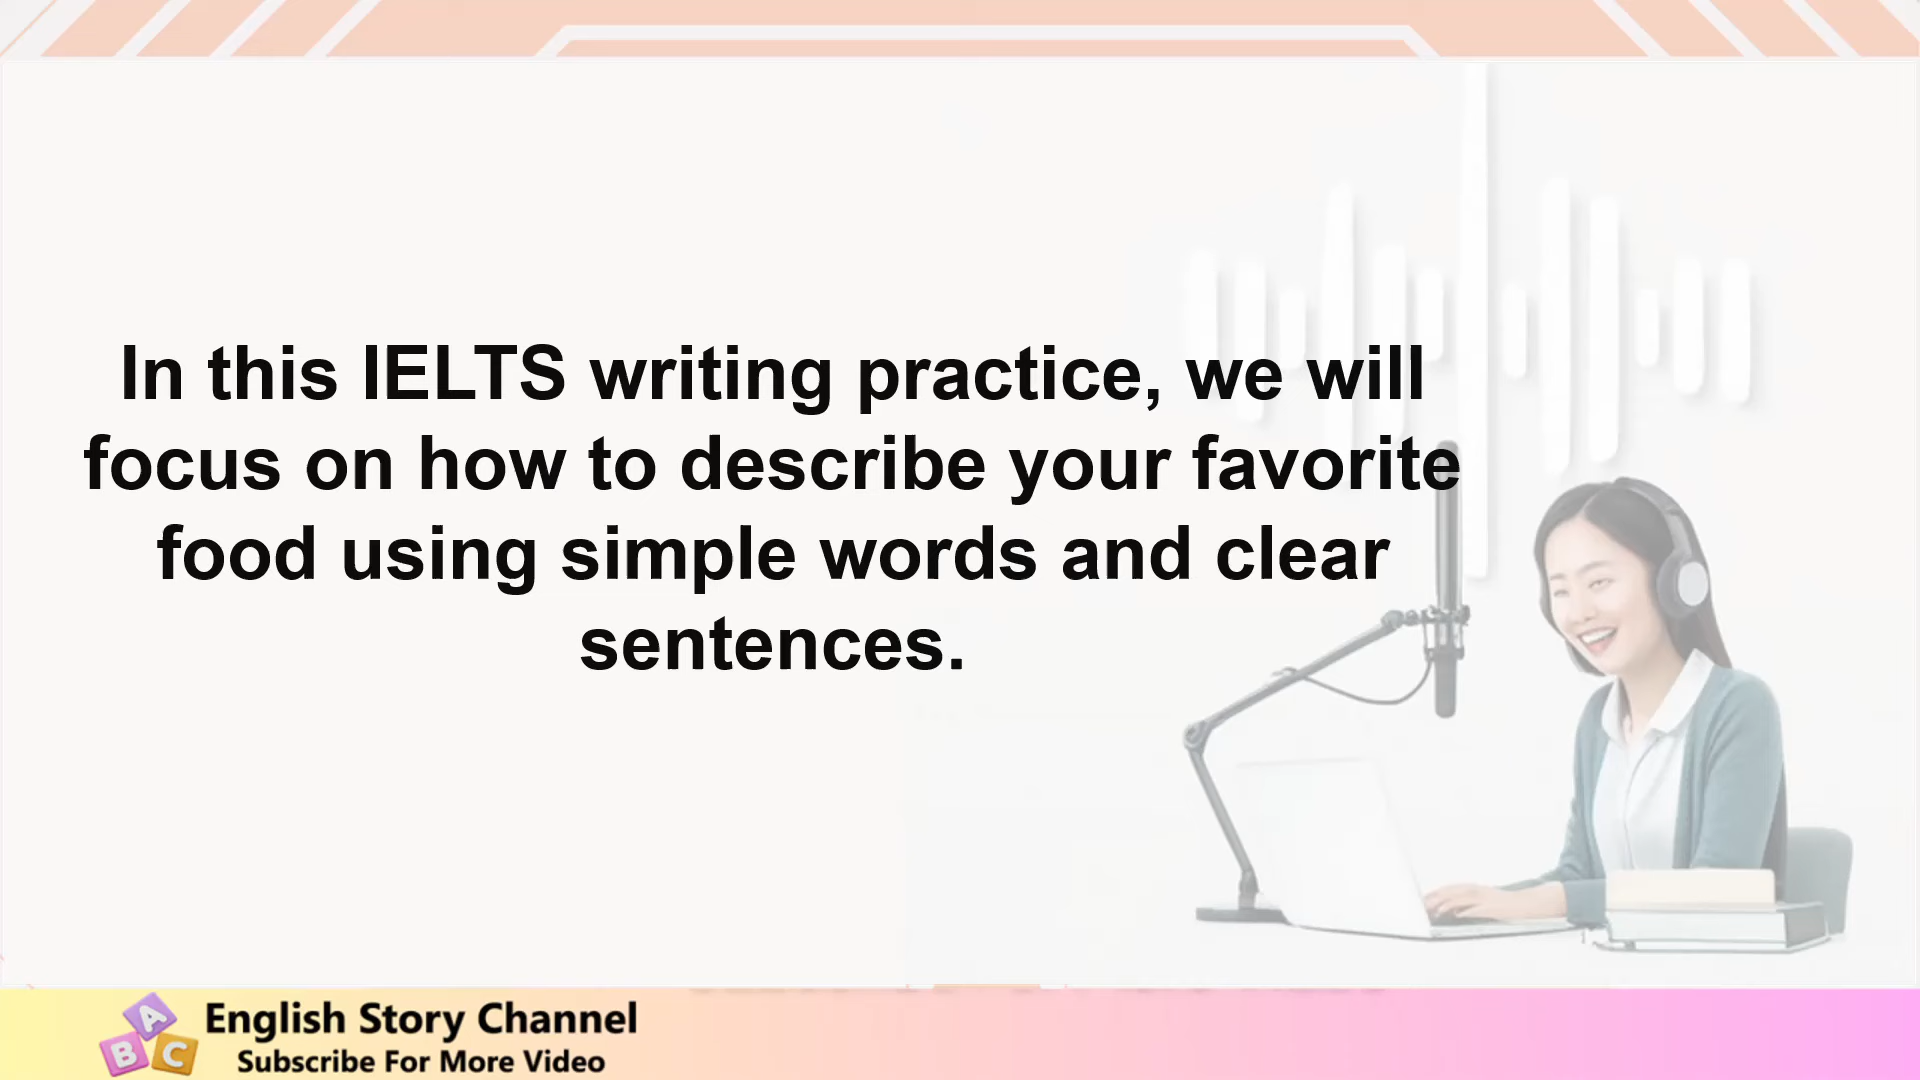 In this IELTS writing practice, we will
focus on how to describe your favorite
food using simple words and clear
sentences.
A
B
C
English Story Channel
Subscribe For More Video